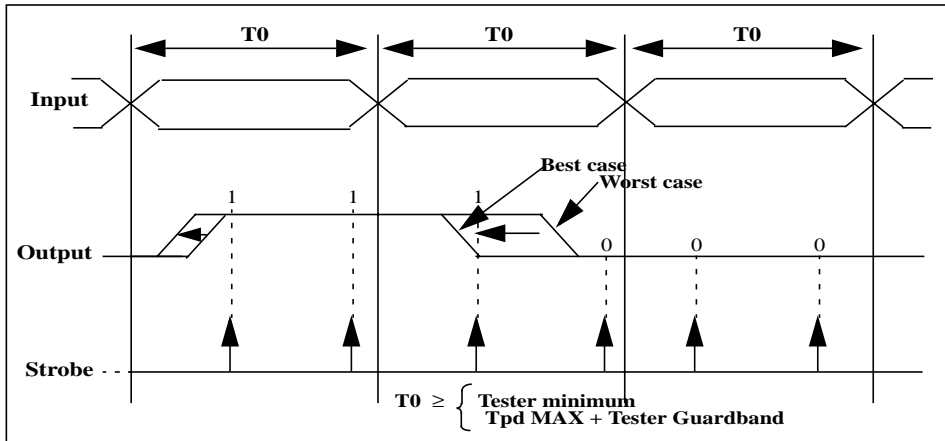 T0 T0 T0
Input
Best case
Worst case
1 1 1
0 0 0
Output
Strobe
T0 ≥ { Tester minimum
Tpd MAX + Tester Guardband